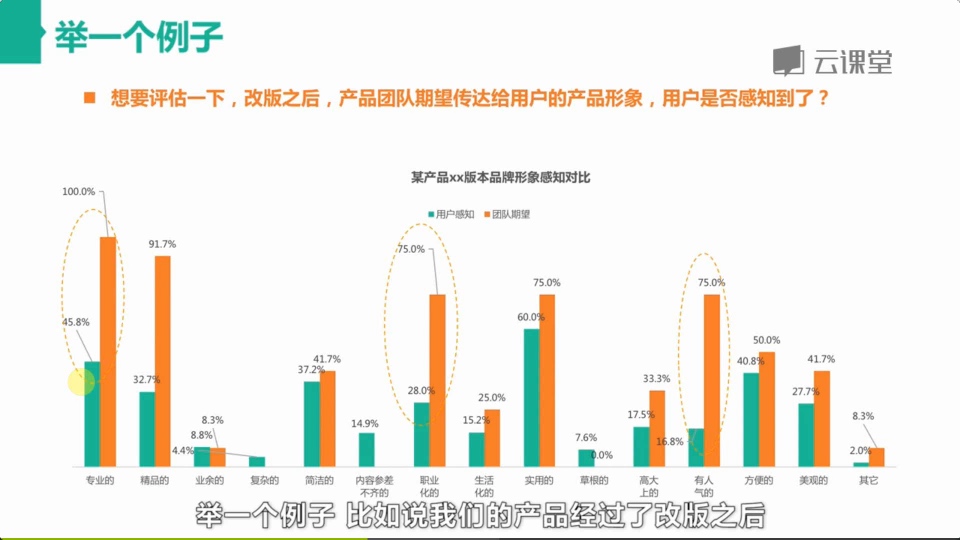 举一个例子
云课堂
想要评估一下，改版之后，产品团队期望传达给用户的产品形象，用户是否感知到了？
某产品xx版本品牌形象感知对比
用户感知 团队期望
100.0%
45.8%
32.7%
91.7%
8.8%
8.3%
4.4%
37.2%
41.7%
14.9%
28.0%
75.0%
15.2%
25.0%
60.0%
75.0%
7.6%
0.0%
17.5%
33.3%
16.8%
75.0%
40.8%
50.0%
27.7%
41.7%
2.0%
8.3%
专业的
精品的
业余的
复杂的
简洁的
内容参差
不齐的
职业
化的
生活
化的
实用的
草根的
高大
上的
有人
气的
方便的
美观的
其它
举一个例子 比如说我们的产品经过了改版之后